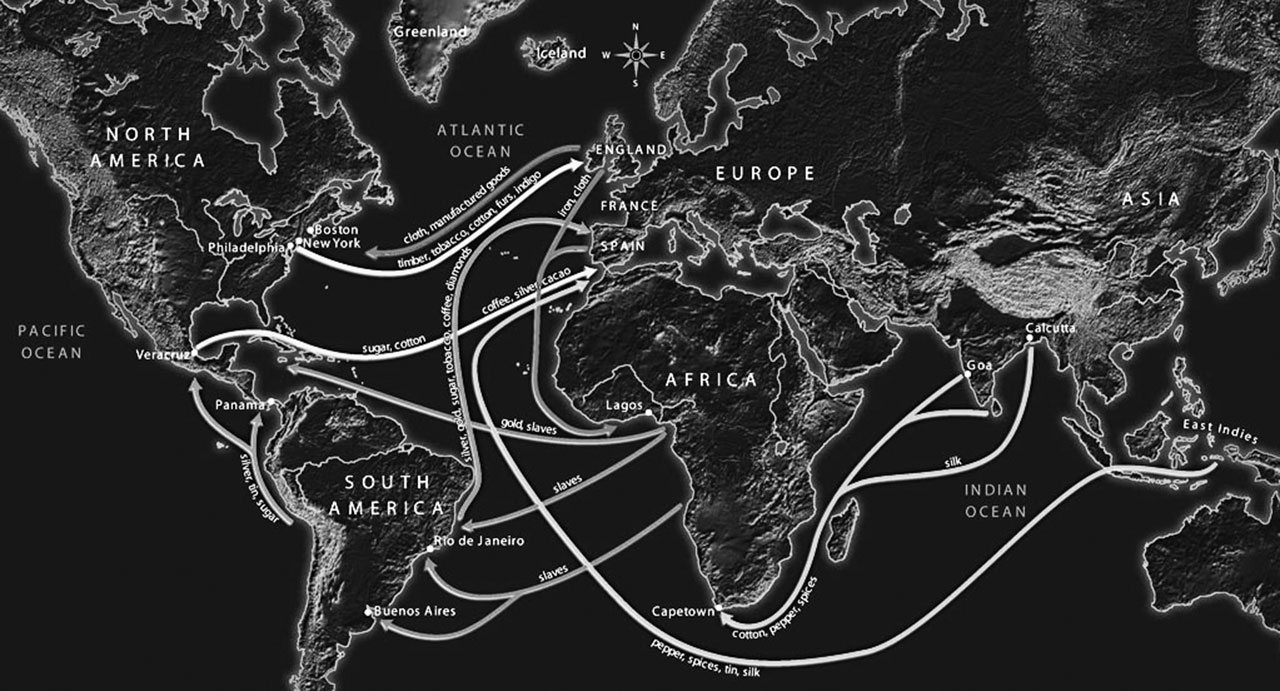 Greenland
Iceland
N
W
E
S
NORTH
AMERICA
ATLANTIC
OCEAN
ENGLAND
EUROPE
ASIA
FRANCE
SPAIN
Boston
New York
Philadelphia
cloth, manufactured goods
timber, tobacco, cotton, furs, indigo
iron, cloth
PACIFIC
OCEAN
Veracruz
sugar, cotton
coffee, silver, cacao
silver, gold, sugar, tobacco, coffee, diamonds
Calcutta
Goa
AFRICA
Panama
Lagos
gold, slaves
East Indies
silver, tin, sugar
SOUTH
AMERICA
slaves
silk
INDIAN
OCEAN
Rio de Janeiro
slaves
Buenos Aires
Capetown
cotton, pepper, spices
pepper, spices, tin, silk